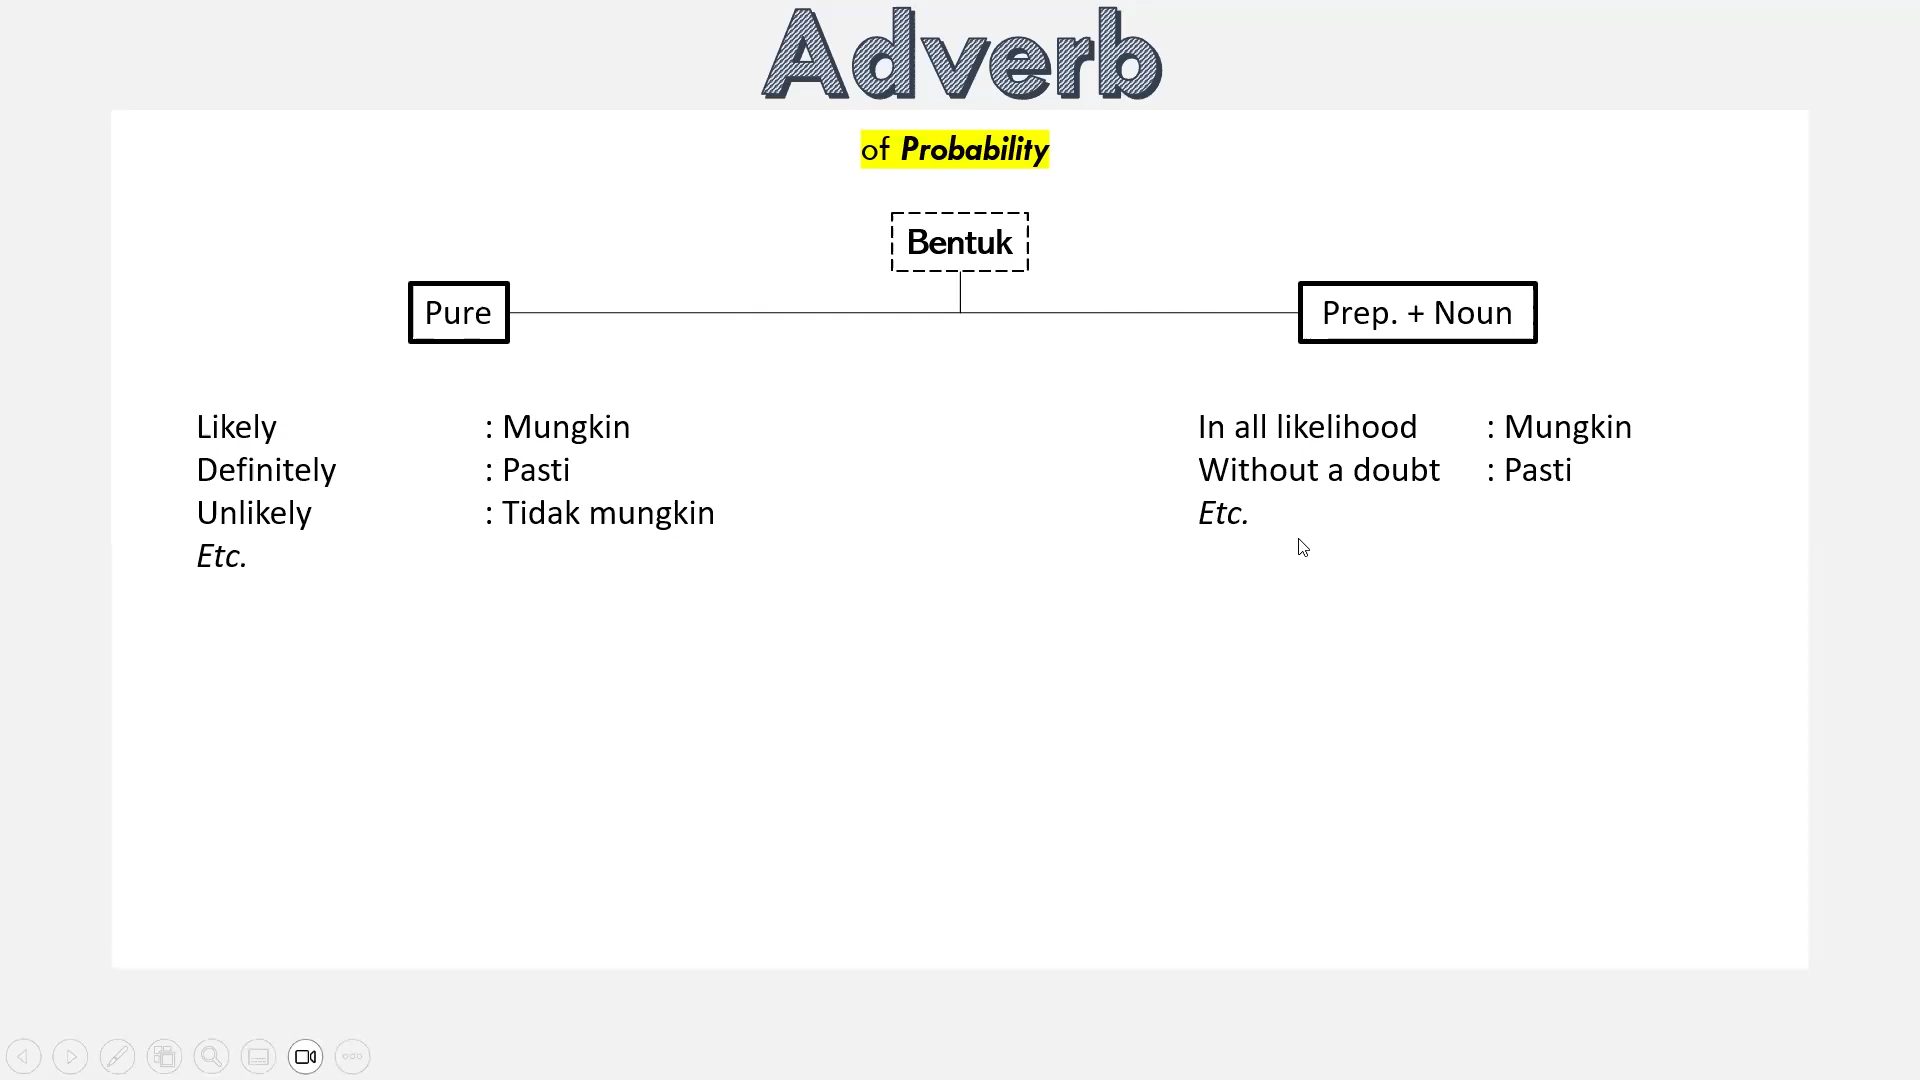 Adverb
of Probability
Bentuk
Pure
Prep. + Noun
Likely : Mungkin
Definitely : Pasti
Unlikely : Tidak mungkin
Etc.
In all likelihood : Mungkin
Without a doubt : Pasti
Etc.